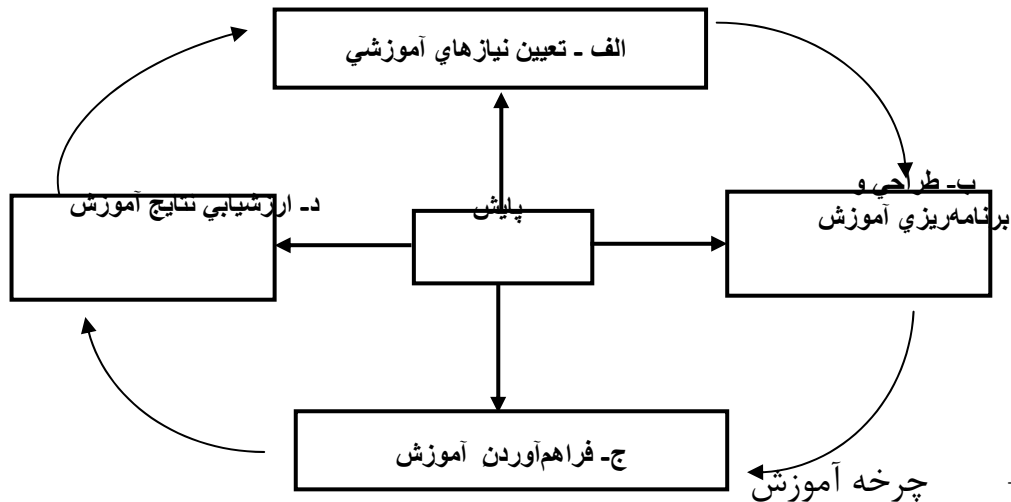 الف ـ تعيين نيازهاي آموزشي
ب- طراحي و
برنامه‌ريزي آموزش
پايش
د- ارزشيابي نتايج آموزش
ج- فراهم‌آوردنِ آموزش
چرخه آموزش